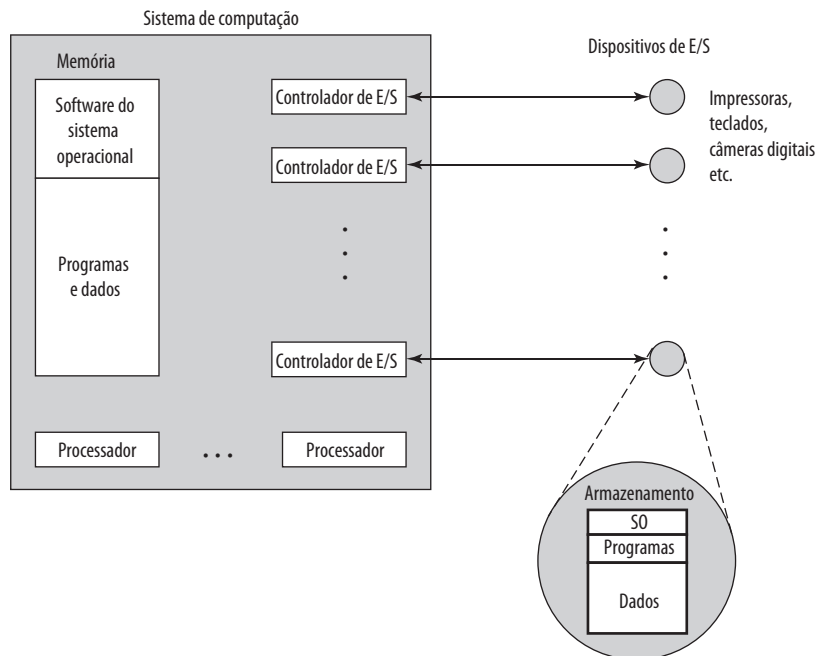 Sistema de computação
Memória
Software do
sistema
operacional
Programas
e dados
Controlador de E/S
Controlador de E/S
Controlador de E/S
Processador
...
Processador
Dispositivos de E/S
Impressoras,
teclados,
câmeras digitais
etc.
Armazenamento
SO
Programas
Dados